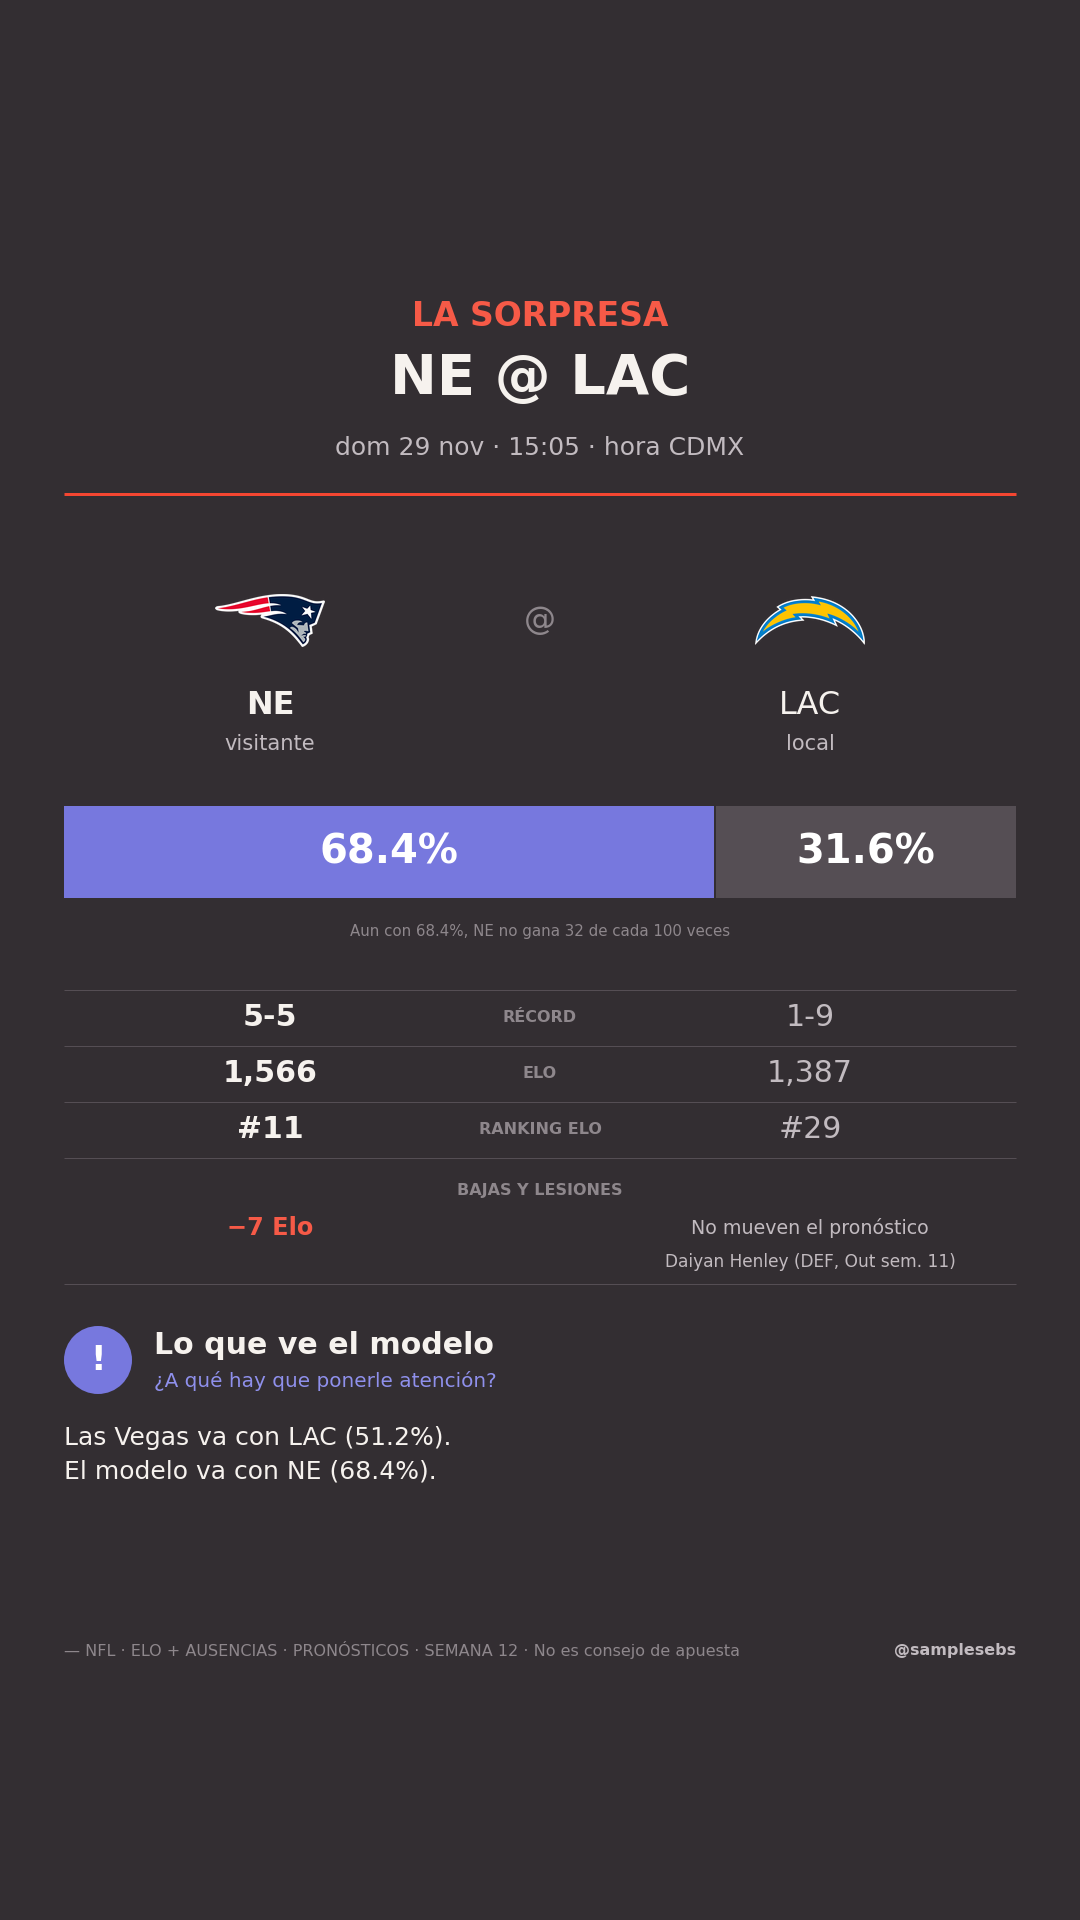 LA SORPRESA
NE @ LAC
dom 29 nov · 15:05 · hora CDMX
@
NE
LAC
visitante
local
68.4%
31.6%
Aun con 68.4%, NE no gana 32 de cada 100 veces
5-5 RÉCORD 1-9
1,566 ELO 1,387
#11 RANKING ELO #29
BAJAS Y LESIONES
−7 Elo
No mueven el pronóstico
Daiyan Henley (DEF, Out sem. 11)
!
Lo que ve el modelo
¿A qué hay que ponerle atención?
Las Vegas va con LAC (51.2%).
El modelo va con NE (68.4%).
— NFL · ELO + AUSENCIAS · PRONÓSTICOS · SEMANA 12 · No es consejo de apuesta
@samplesebs